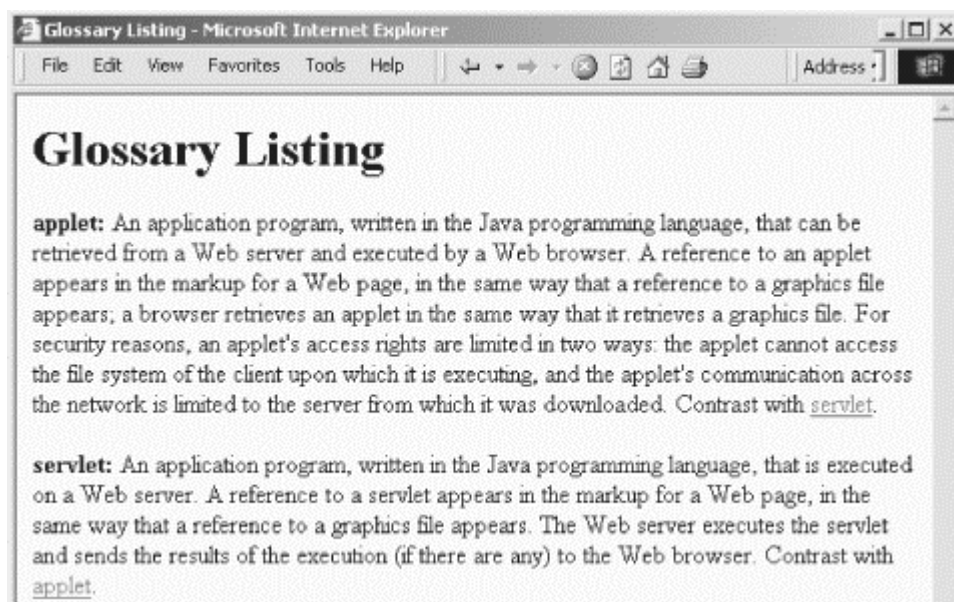 Glossary Listing - Microsoft Internet Explorer
File Edit View Favorites Tools Help Address
Glossary Listing
applet: An application program, written in the Java programming language, that can be
retrieved from a Web server and executed by a Web browser. A reference to an applet
appears in the markup for a Web page, in the same way that a reference to a graphics file
appears; a browser retrieves an applet in the same way that it retrieves a graphics file. For
security reasons, an applet's access rights are limited in two ways: the applet cannot access
the file system of the client upon which it is executing, and the applet's communication across
the network is limited to the server from which it was downloaded. Contrast with servlet.
servlet: An application program, written in the Java programming language, that is executed
on a Web server. A reference to a servlet appears in the markup for a Web page, in the
same way that a reference to a graphics file appears. The Web server executes the servlet
and sends the results of the execution (if there are any) to the Web browser. Contrast with
applet.